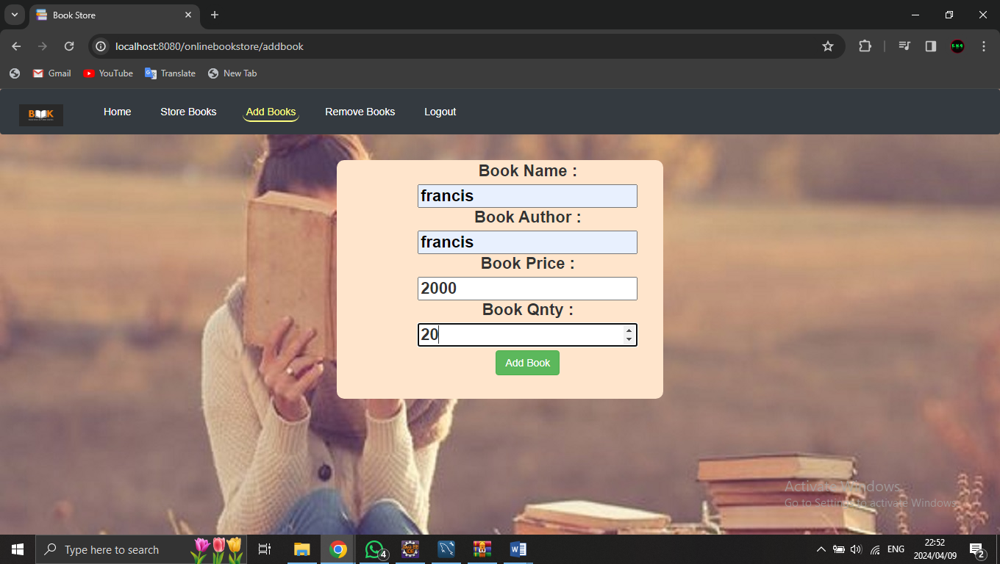 Book Store
localhost:8080/onlinebookstore/addbook
Gmail YouTube Translate New Tab
BOOK Home Store Books Add Books Remove Books Logout
Book Name :
francis
Book Author :
francis
Book Price :
2000
Book Qnty :
20
Add Book
Activate Windows
Go to Settings to activate Windows.
Type here to search
4
ENG
22:52
2024/04/09
2